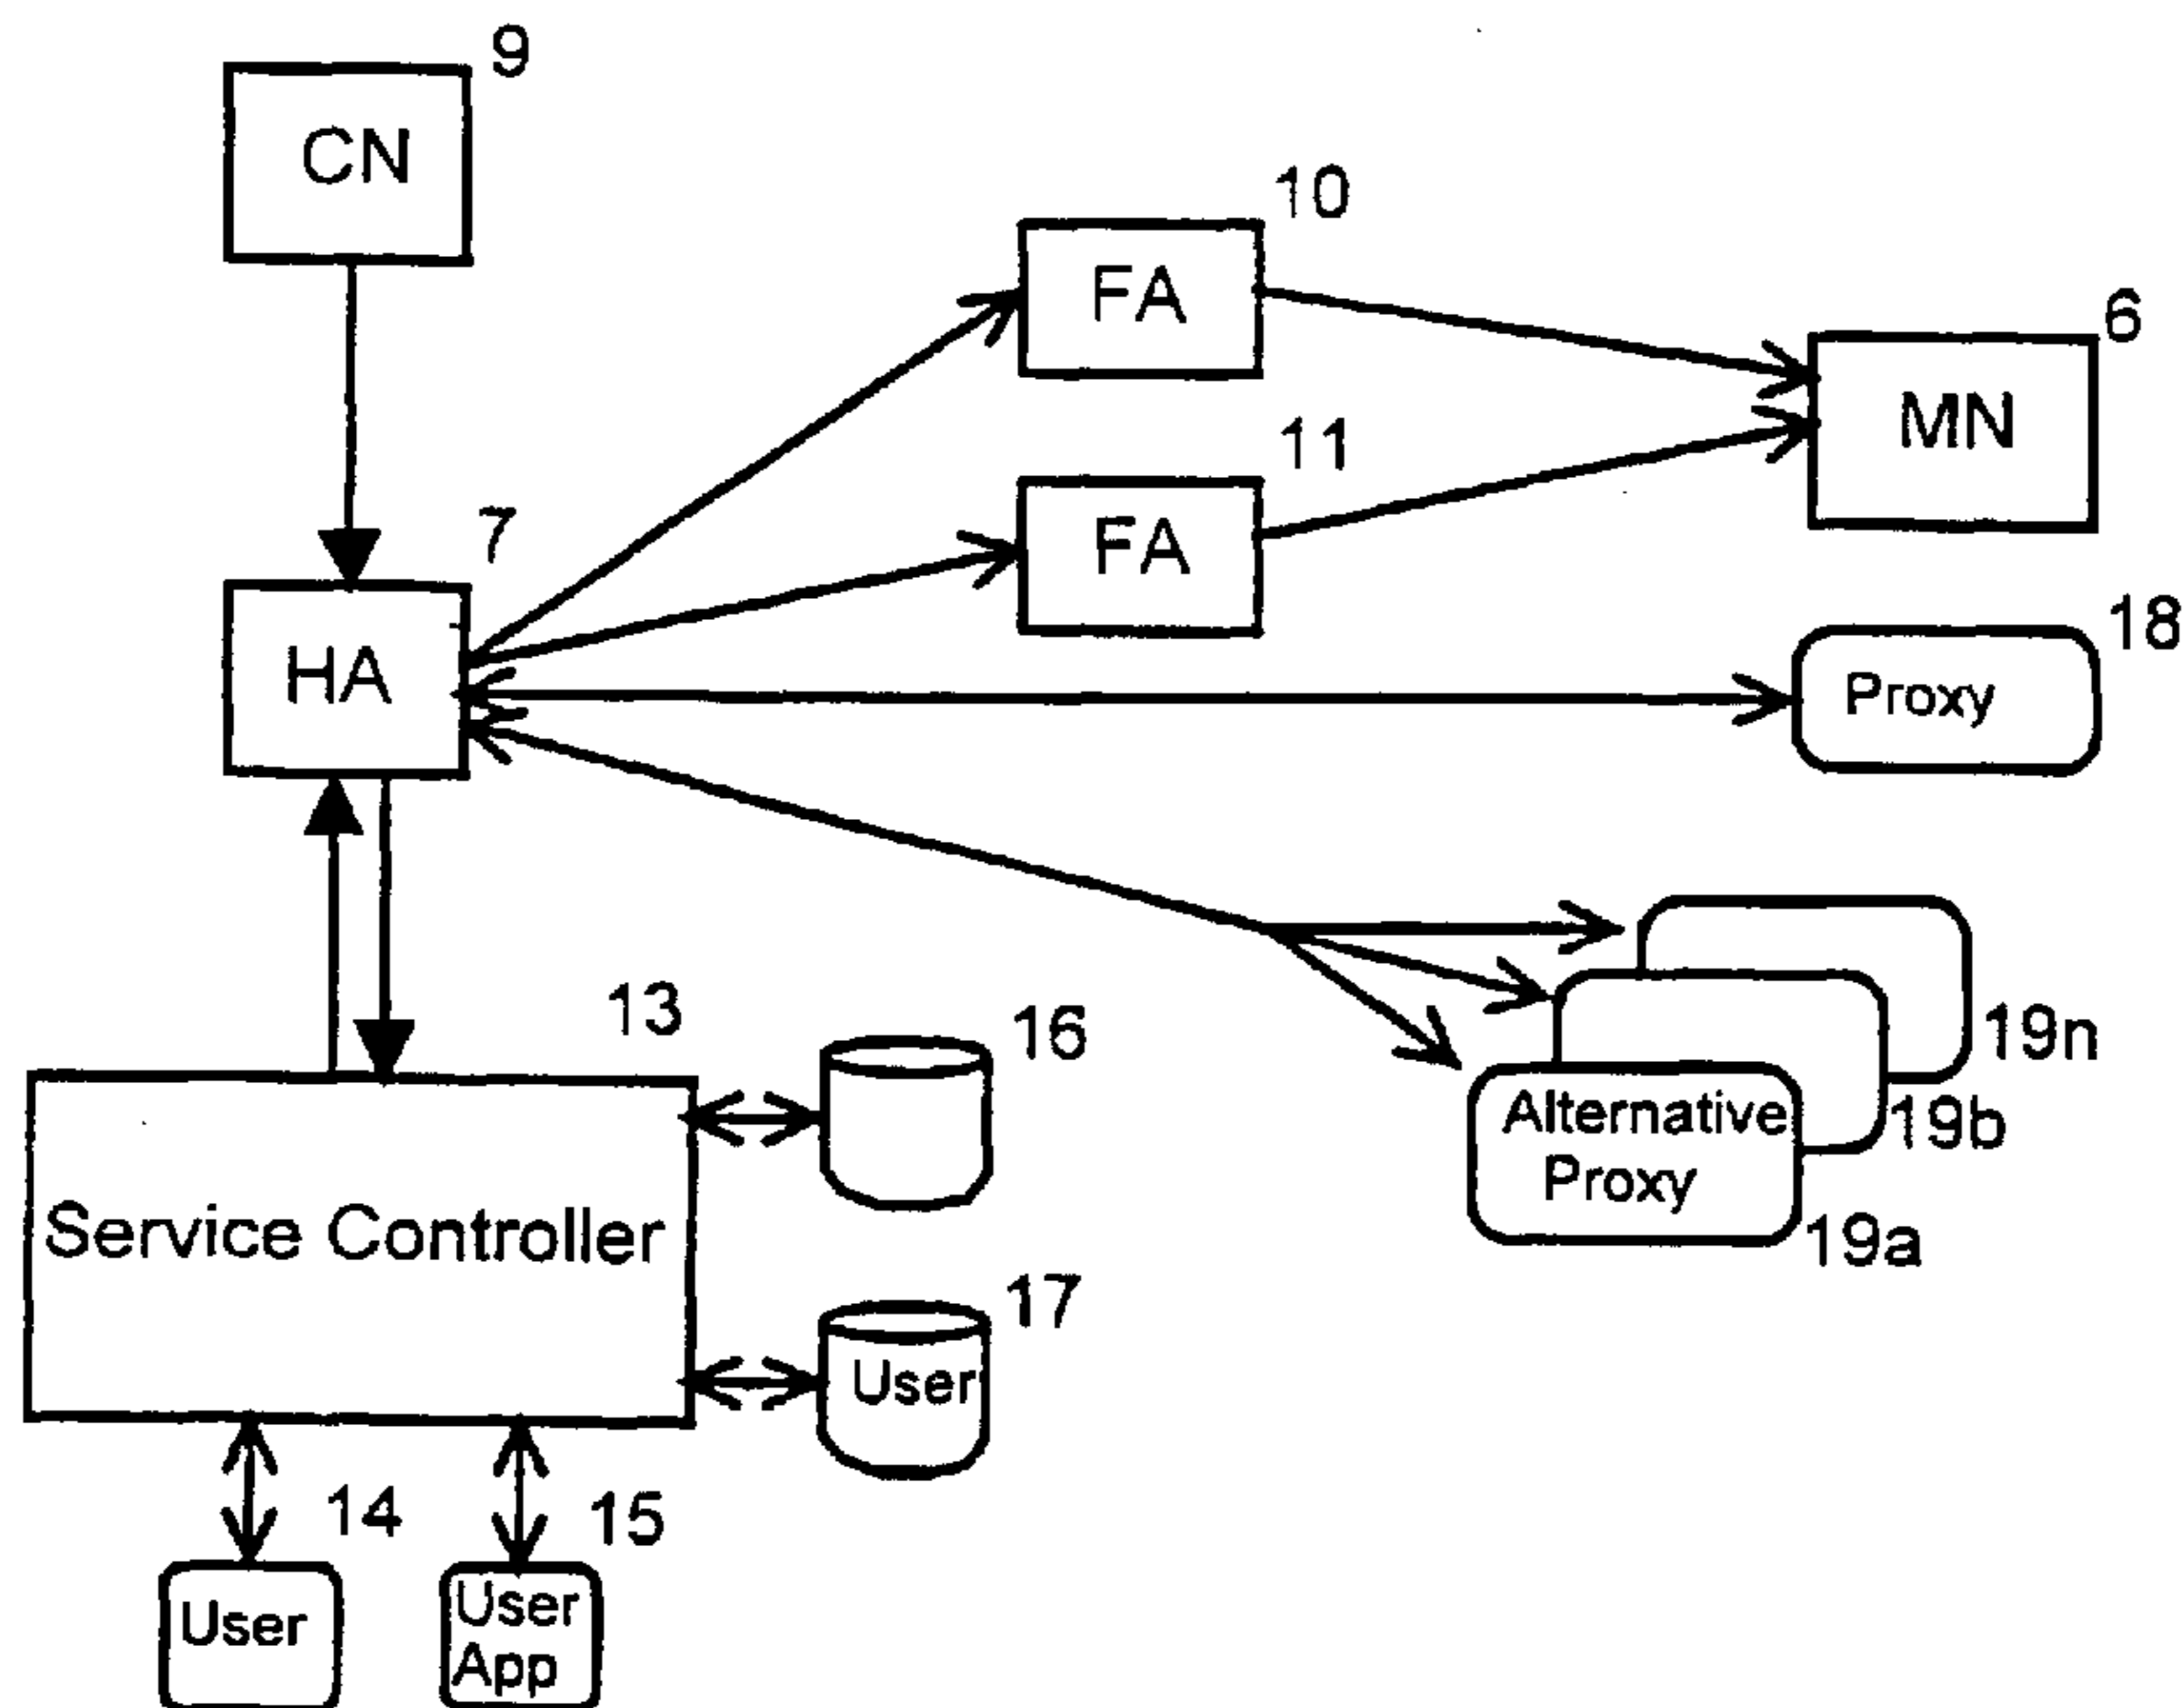 9
CN
10
FA
6
MN
11
FA
7
HA
18
Proxy
13
16
19n
Alternative
Proxy
19b
19a
Service Controller
17
User
14
15
User
User
App